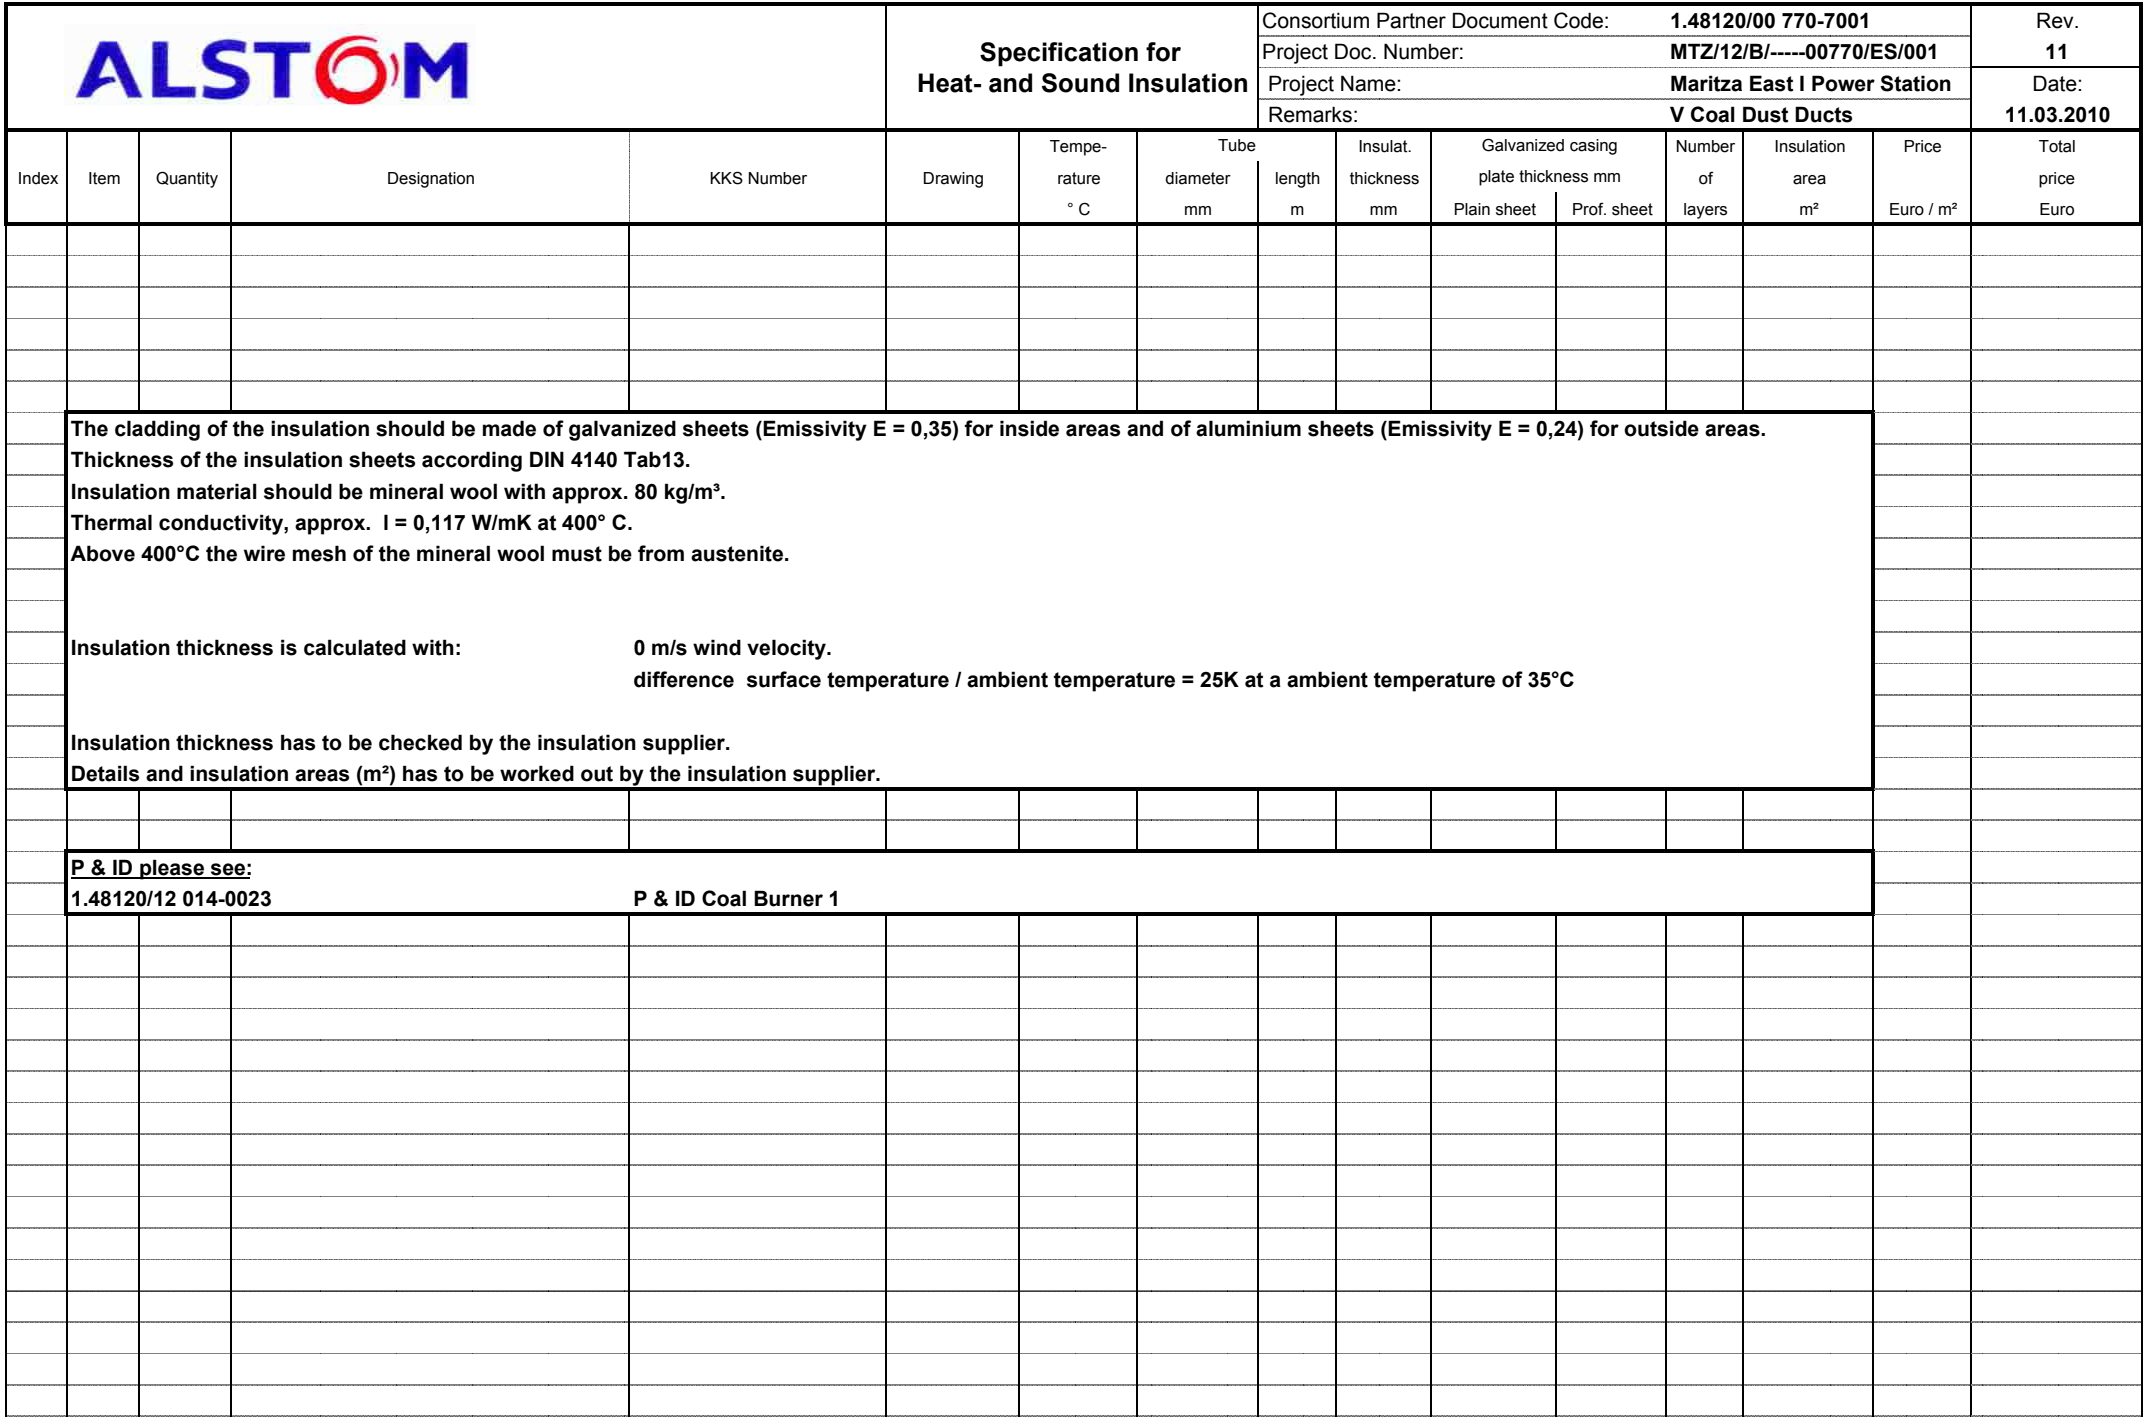 ALSTOM
Specification for
Heat- and Sound Insulation
Consortium Partner Document Code: 1.48120/00 770-7001
Project Doc. Number: MTZ/12/B/-----00770/ES/001
Project Name: Maritza East I Power Station
Remarks: V Coal Dust Ducts
Rev.
11
Date:
11.03.2010
Index
Item
Quantity
Designation
KKS Number
Drawing
Tempe-
rature
° C
Tube
diameter
mm
length
m
Insulat.
thickness
mm
Galvanized casing
plate thickness mm
Plain sheet
Prof. sheet
Number
of
layers
Insulation
area
m²
Price
Euro / m²
Total
price
Euro
The cladding of the insulation should be made of galvanized sheets (Emissivity E = 0,35) for inside areas and of aluminium sheets (Emissivity E = 0,24) for outside areas.
Thickness of the insulation sheets according DIN 4140 Tab13.
Insulation material should be mineral wool with approx. 80 kg/m³.
Thermal conductivity, approx. l = 0,117 W/mK at 400° C.
Above 400°C the wire mesh of the mineral wool must be from austenite.
Insulation thickness is calculated with: 0 m/s wind velocity.
difference surface temperature / ambient temperature = 25K at a ambient temperature of 35°C
Insulation thickness has to be checked by the insulation supplier.
Details and insulation areas (m²) has to be worked out by the insulation supplier.
P & ID please see:
1.48120/12 014-0023 P & ID Coal Burner 1